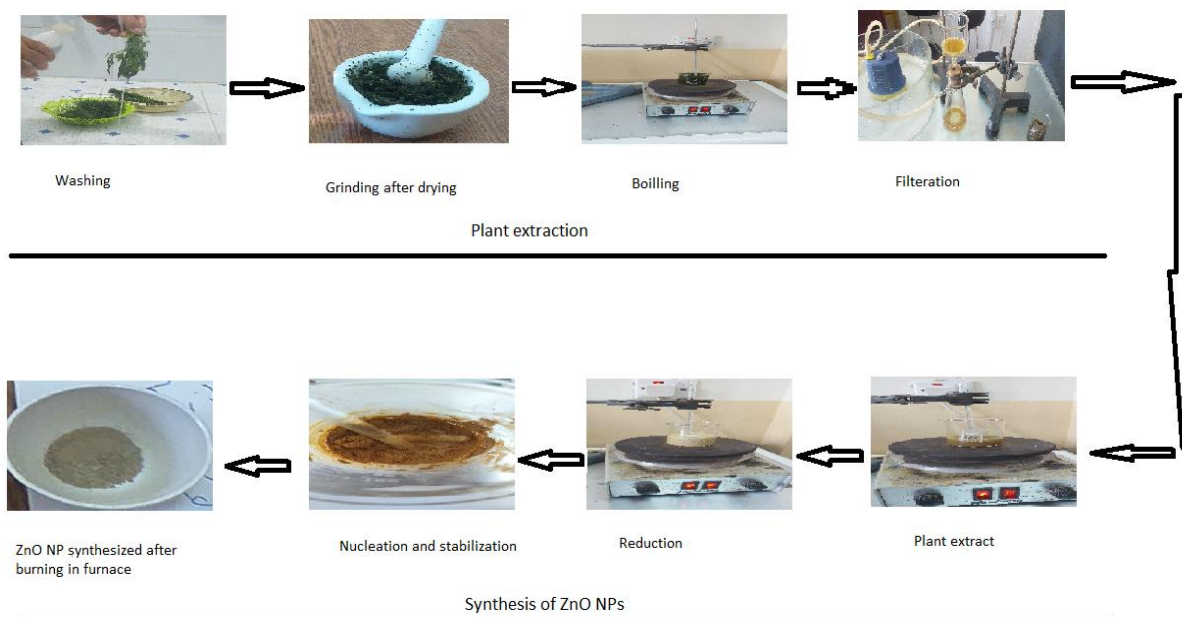 Washing
Grinding after drying
Boilling
Filteration
Plant extraction
Plant extract
Reduction
Nucleation and stabilization
ZnO NP synthesized after
burning in furnace
Synthesis of ZnO NPs